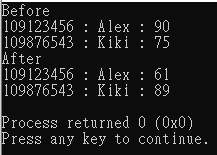 Before
109123456 : Alex : 90
109876543 : Kiki : 75
After
109123456 : Alex : 61
109876543 : Kiki : 89

Process returned 0 (0x0)
Press any key to continue.